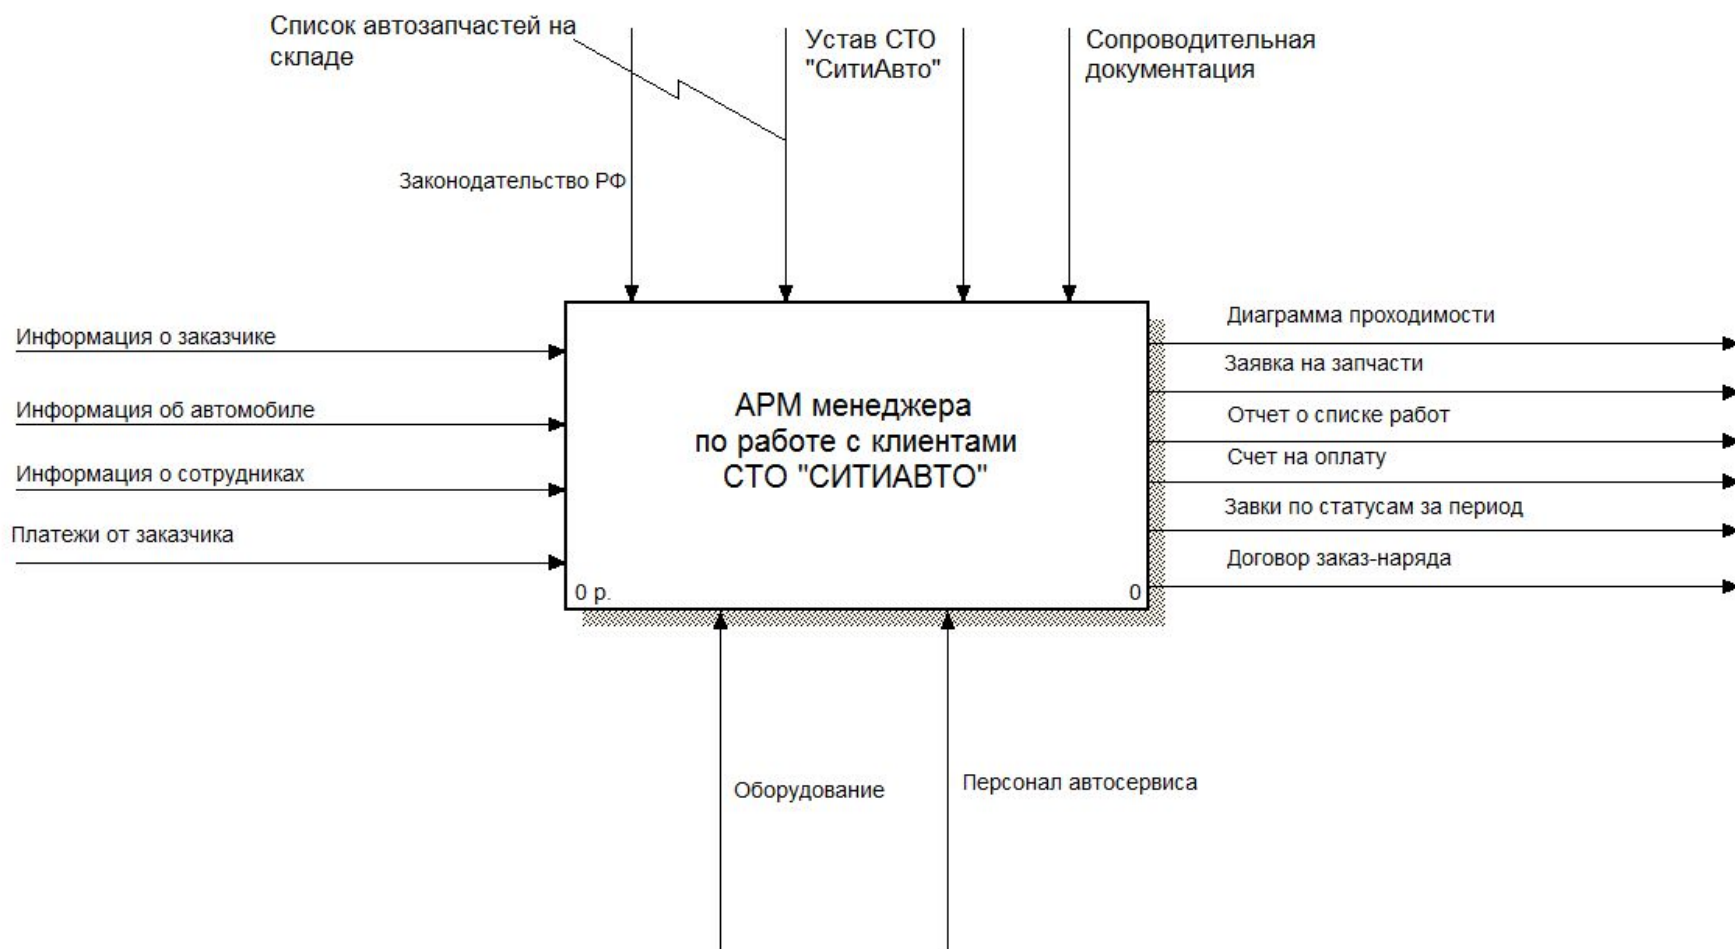 Список автозапчастей на
складе
Устав СТО
"СитиАвто"
Сопроводительная
документация
Законодательство РФ
Информация о заказчике
Информация об автомобиле
Информация о сотрудниках
Платежи от заказчика
АРМ менеджера
по работе с клиентами
СТО "СИТИАВТО"
0 р.
0
Диаграмма проходимости
Заявка на запчасти
Отчет о списке работ
Счет на оплату
Завки по статусам за период
Договор заказ-наряда
Оборудование
Персонал автосервиса